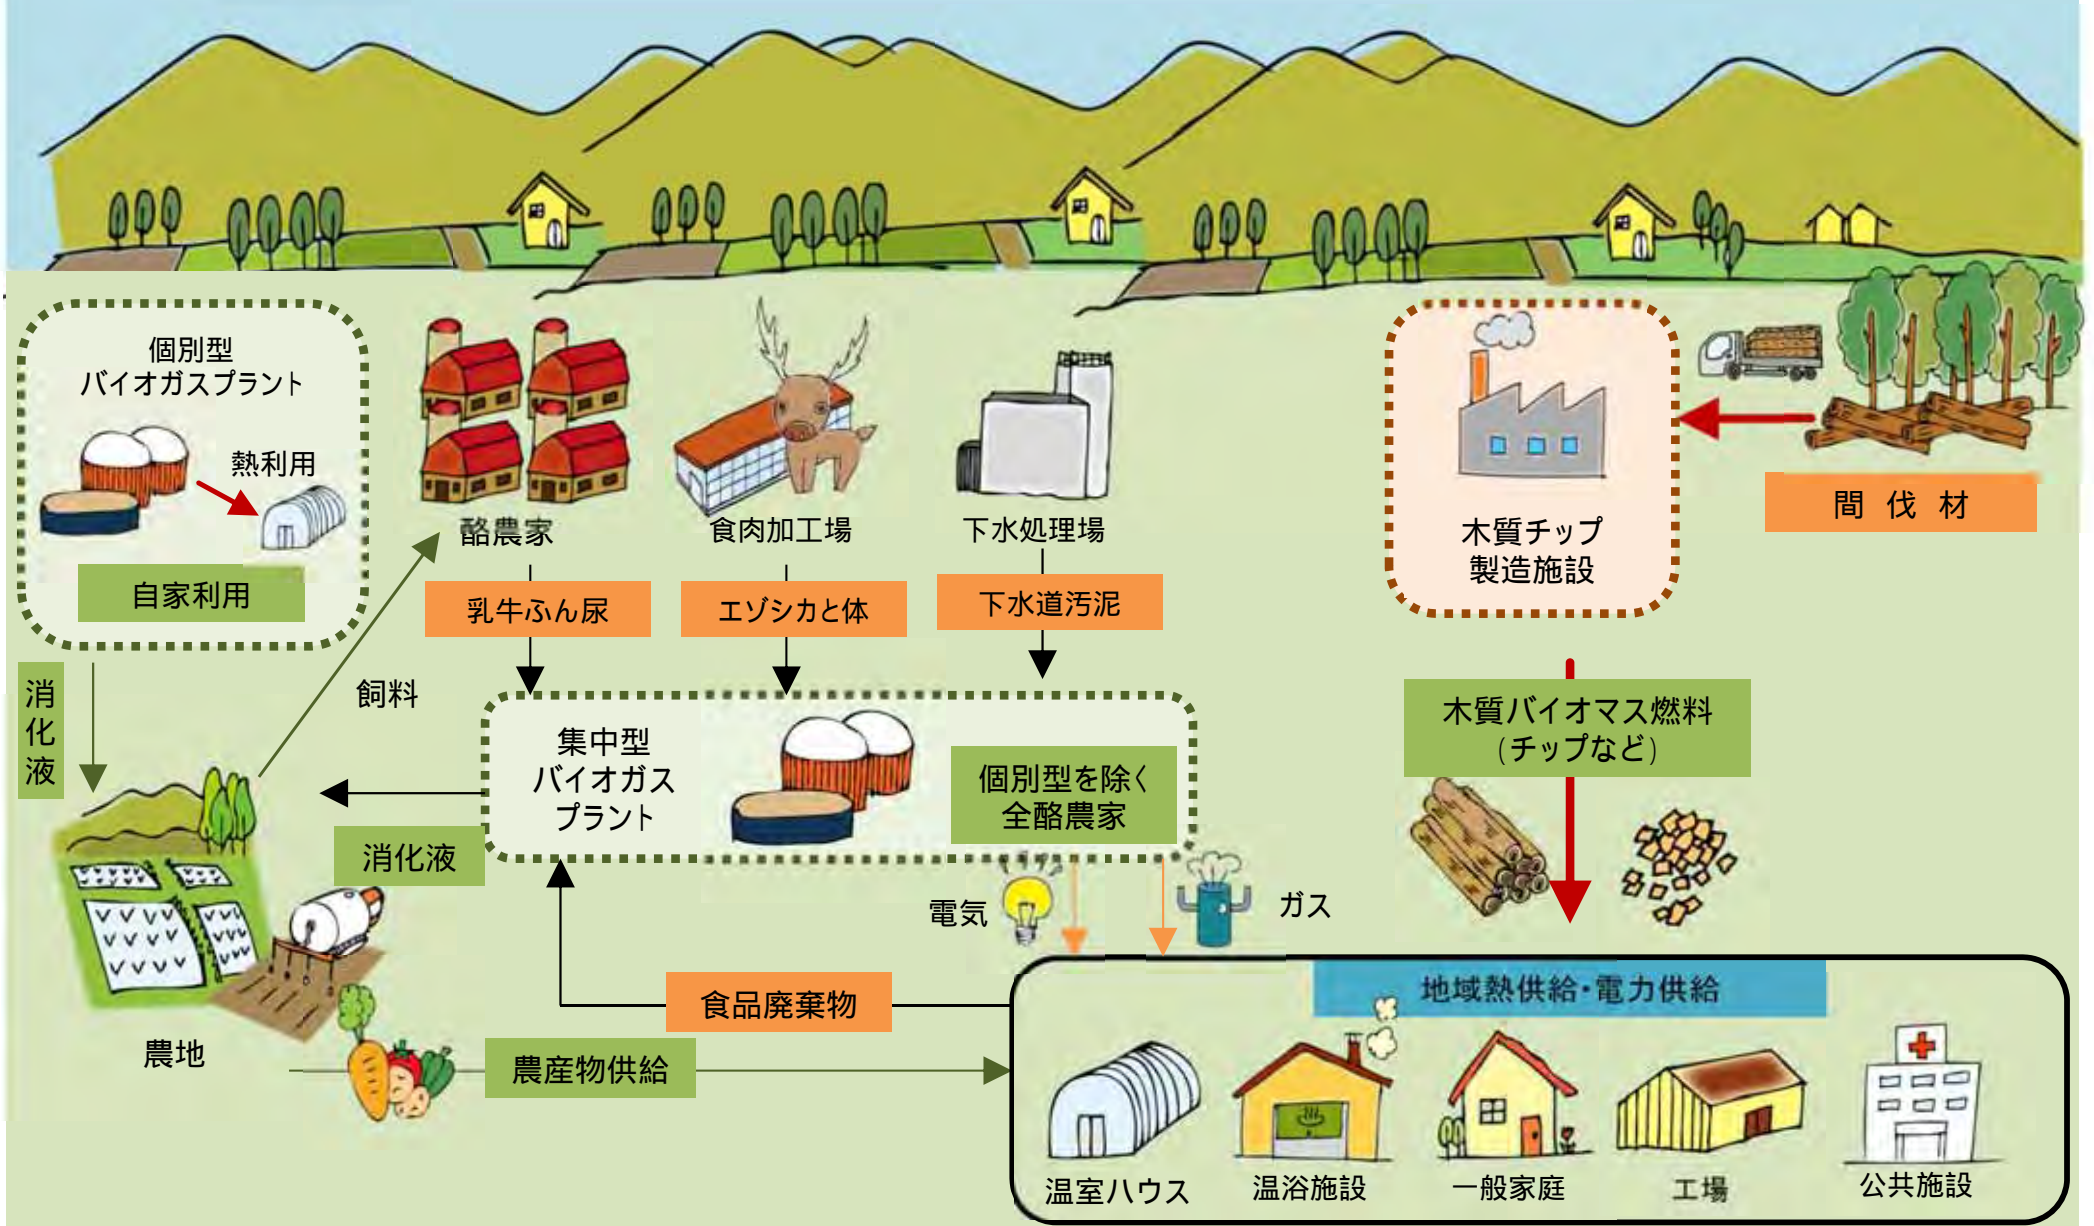 個別型
バイオガスプラント
熱利用
自家利用
酪農家
食肉加工場
下水処理場
木質チップ
製造施設
間伐材
乳牛ふん尿
エゾシカと体
下水道汚泥
消化液
飼料
集中型
バイオガス
プラント
個別型を除く
全酪農家
木質バイオマス燃料
(チップなど)
消化液
電気
ガス
食品廃棄物
地域熱供給・電力供給
農地
農産物供給
温室ハウス
温浴施設
一般家庭
工場
公共施設